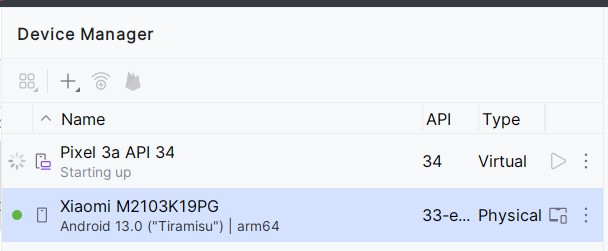 Device Manager
Name API Type
Pixel 3a API 34 34 Virtual
Starting up
Xiaomi M2103K19PG 33-e... Physical
Android 13.0 ("Tiramisu") | arm64